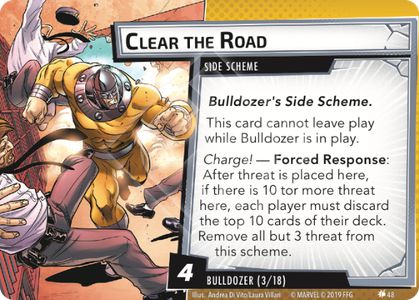 CLEAR THE ROAD
SIDE SCHEME
Bulldozer's Side Scheme.
This card cannot leave play
while Bulldozer is in play.
Charge! — Forced Response:
After threat is placed here,
if there is 10 tor more threat
here, each player must discard
the top 10 cards of their deck.
Remove all but 3 threat from
this scheme.
4
BULLDOZER (3/18)
Illus. Andrea Di Vito/Laura Villari © MARVEL © 2019 FFG 48